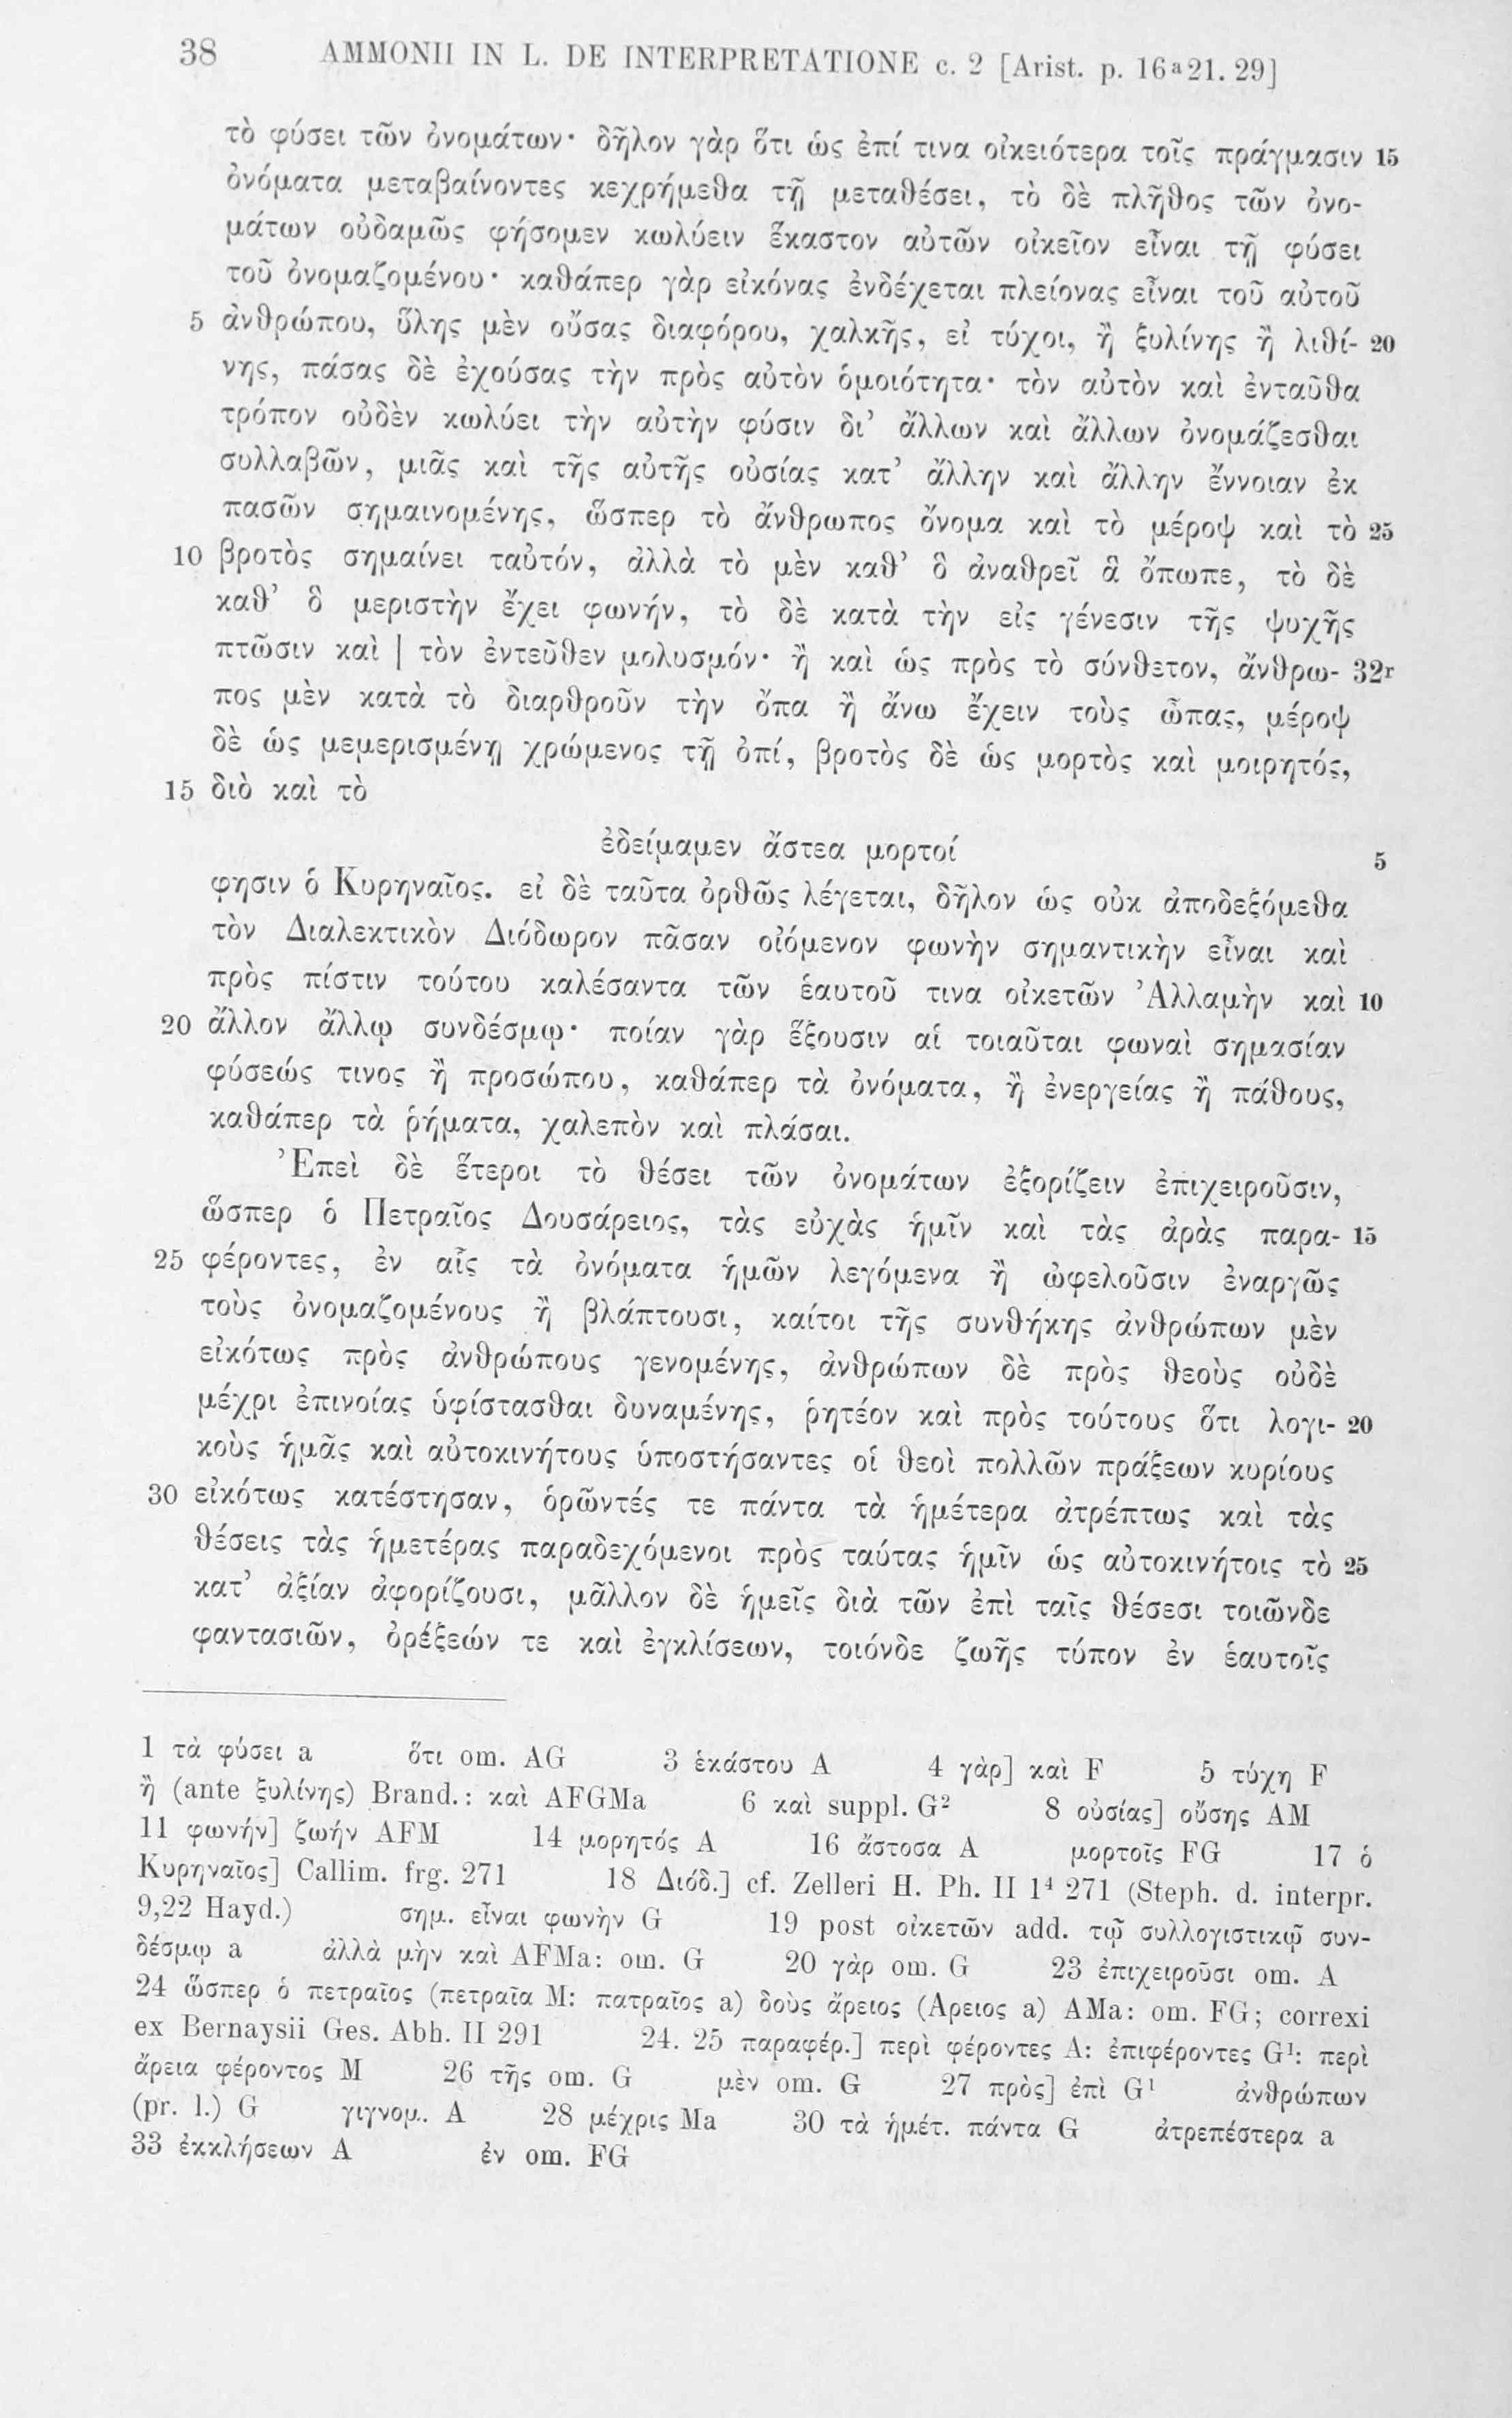 38 AMMONII IN L. DE INTERPRETATIONE c. 2 [Arist. p. 16ᵃ21. 29]
τὸ φύσει τῶν ὀνομάτων· δῆλον γὰρ ὅτι ὡς ἐπί τινα οἰκειότερα τοῖς πράγμασιν 15
ὀνόματα μεταβαίνοντες κεχρήμεθα τῇ μεταθέσει, τὸ δὲ πλῆθος τῶν ὀνο-
μάτων οὐδαμῶς φήσομεν κωλύειν ἕκαστον αὐτῶν οἰκεῖον εἶναι τῇ φύσει
τοῦ ὀνομαζομένου· καθάπερ γὰρ εἰκόνας ἐνδέχεται πλείονας εἶναι τοῦ αὐτοῦ
5 ἀνθρώπου, ὕλης μὲν οὔσας διαφόρου, χαλκῆς, εἰ τύχοι, ἢ ξυλίνης ἢ λιθί- 20
νης, πάσας δὲ ἐχούσας τὴν πρὸς αὐτὸν ὁμοιότητα· τὸν αὐτὸν καὶ ἐνταῦθα
τρόπον οὐδὲν κωλύει τὴν αὐτὴν φύσιν δι’ ἄλλων καὶ ἄλλων ὀνομάζεσθαι
συλλαβῶν, μιᾶς καὶ τῆς αὐτῆς οὐσίας κατ’ ἄλλην καὶ ἄλλην ἔννοιαν ἐκ
πασῶν σημαινομένης, ὥσπερ τὸ ἄνθρωπος ὄνομα καὶ τὸ μέροψ καὶ τὸ 25
10 βροτὸς σημαίνει ταὐτόν, ἀλλὰ τὸ μὲν καθ’ ὃ ἀναθρεῖ ἃ ὄπωπε, τὸ δὲ
καθ’ ὃ μεριστὴν ἔχει φωνήν, τὸ δὲ κατὰ τὴν εἰς γένεσιν τῆς ψυχῆς
πτῶσιν καὶ | τὸν ἐντεῦθεν μολυσμόν· ἢ καὶ ὡς πρὸς τὸ σύνθετον, ἄνθρω- 32ʳ
πος μὲν κατὰ τὸ διαρθροῦν τὴν ὄπα ἢ ἄνω ἔχειν τοὺς ὦπας, μέροψ
δὲ ὡς μεμερισμένῃ χρώμενος τῇ ὀπί, βροτὸς δὲ ὡς μορτὸς καὶ μοιρητός,
15 διὸ καὶ τὸ
ἐδείμαμεν ἄστεα μορτοί 5
φησιν ὁ Κυρηναῖος. εἰ δὲ ταῦτα ὀρθῶς λέγεται, δῆλον ὡς οὐκ ἀποδεξόμεθα
τὸν Διαλεκτικὸν Διόδωρον πᾶσαν οἰόμενον φωνὴν σημαντικὴν εἶναι καὶ
πρὸς πίστιν τούτου καλέσαντα τῶν ἑαυτοῦ τινα οἰκετῶν Ἀλλαμὴν καὶ 10
20 ἄλλον ἄλλῳ συνδέσμῳ· ποίαν γὰρ ἕξουσιν αἱ τοιαῦται φωναὶ σημασίαν
φύσεώς τινος ἢ προσώπου, καθάπερ τὰ ὀνόματα, ἢ ἐνεργείας ἢ πάθους,
καθάπερ τὰ ῥήματα, χαλεπὸν καὶ πλάσαι.
Ἐπεὶ δὲ ἕτεροι τὸ θέσει τῶν ὀνομάτων ἐξορίζειν ἐπιχειροῦσιν,
ὥσπερ ὁ Πετραῖος Δουσάρειος, τὰς εὐχὰς ἡμῖν καὶ τὰς ἀρὰς παρα- 15
25 φέροντες, ἐν αἷς τὰ ὀνόματα ἡμῶν λεγόμενα ἢ ὠφελοῦσιν ἐναργῶς
τοὺς ὀνομαζομένους ἢ βλάπτουσι, καίτοι τῆς συνθήκης ἀνθρώπων μὲν
εἰκότως πρὸς ἀνθρώπους γενομένης, ἀνθρώπων δὲ πρὸς θεοὺς οὐδὲ
μέχρι ἐπινοίας ὑφίστασθαι δυναμένης, ῥητέον καὶ πρὸς τούτους ὅτι λογι- 20
κοὺς ἡμᾶς καὶ αὐτοκινήτους ὑποστήσαντες οἱ θεοὶ πολλῶν πράξεων κυρίους
30 εἰκότως κατέστησαν, ὁρῶντές τε πάντα τὰ ἡμέτερα ἀτρέπτως καὶ τὰς
θέσεις τὰς ἡμετέρας παραδεχόμενοι πρὸς ταύτας ἡμῖν ὡς αὐτοκινήτοις τὸ 25
κατ’ ἀξίαν ἀφορίζουσι, μᾶλλον δὲ ἡμεῖς διὰ τῶν ἐπὶ ταῖς θέσεσι τοιῶνδε
φαντασιῶν, ὀρέξεών τε καὶ ἐγκλίσεων, τοιόνδε ζωῆς τύπον ἐν ἑαυτοῖς
1 τὰ φύσει a ὅτι om. AG 3 ἑκάστου A 4 γὰρ] καὶ F 5 τύχη F
ἢ (ante ξυλίνης) Brand.: καὶ AFGMa 6 καὶ suppl. G² 8 οὐσίας] οὔσης AM
11 φωνήν] ζωήν AFM 14 μορητός A 16 ἄστοσα A μορτοῖς FG 17 ὁ
Κυρηναῖος] Callim. frg. 271 18 Διόδ.] cf. Zelleri H. Ph. II 1⁴ 271 (Steph. d. interpr.
9,22 Hayd.) σημ. εἶναι φωνὴν G 19 post οἰκετῶν add. τῷ συλλογιστικῷ συν-
δέσμῳ a ἀλλὰ μὴν καὶ AFMa: om. G 20 γὰρ om. G 23 ἐπιχειροῦσι om. A
24 ὥσπερ ὁ πετραῖος (πετραῖα M: πατραῖος a) δοὺς ἄρειος (Αρειος a) AMa: om. FG; correxi
ex Bernaysii Ges. Abh. II 291 24. 25 παραφέρ.] περὶ φέροντες A: ἐπιφέροντες G¹: περὶ
ἄρεια φέροντος M 26 τῆς om. G μὲν om. G 27 πρὸς] ἐπὶ G¹ ἀνθρώπων
(pr. l.) G γιγνομ. A 28 μέχρις Ma 30 τὰ ἡμέτ. πάντα G ἀτρεπέστερα a
33 ἐκκλήσεων A ἐν om. FG